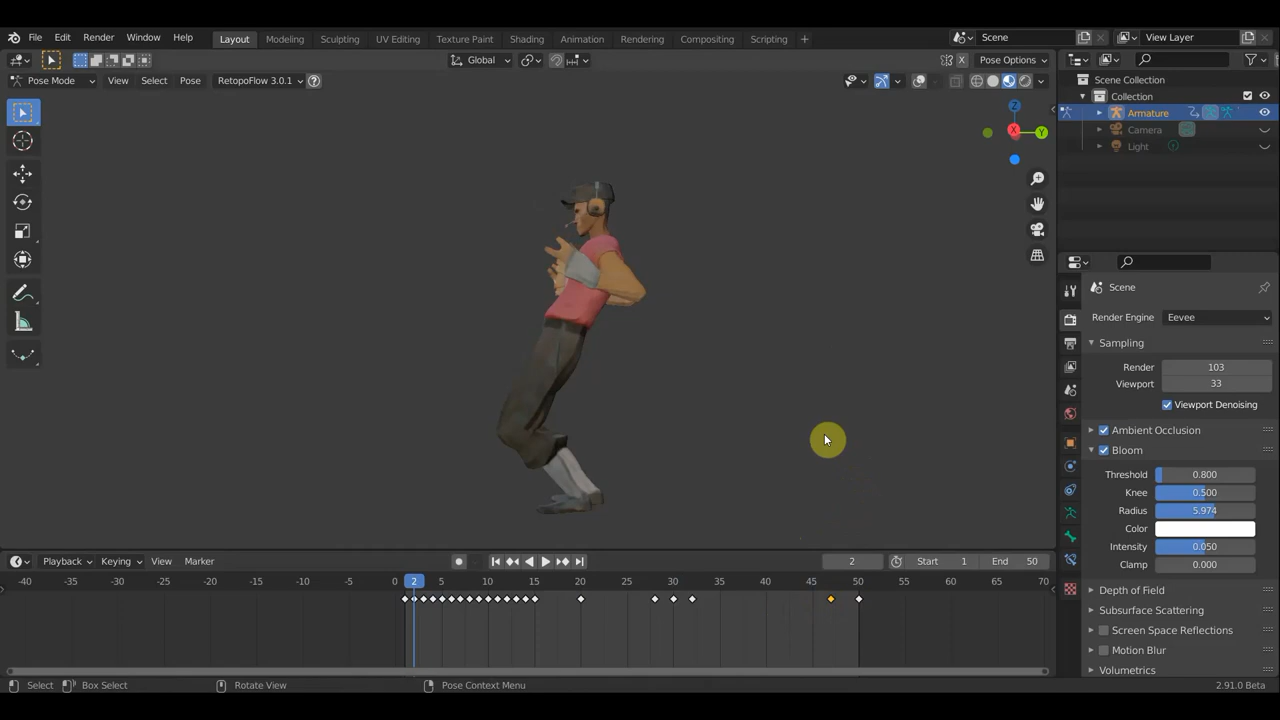 File Edit Render Window Help Layout Modeling Sculpting UV Editing Texture Paint Shading Animation Rendering Compositing Scripting + Scene View Layer
Global Pose Options
Pose Mode View Select Pose RetopoFlow 3.0.1
Scene Collection
Collection
Armature
Camera
Light
Z
X
Y
Scene
Render Engine Eevee
Sampling
Render 103
Viewport 33
Viewport Denoising
Ambient Occlusion
Bloom
Threshold 0.800
Knee 0.500
Radius 5.974
Color
Intensity 0.050
Clamp 0.000
Depth of Field
Subsurface Scattering
Screen Space Reflections
Motion Blur
Volumetrics
Playback Keying View Marker 2 Start 1 End 50
-40 -35 -30 -25 -20 -15 -10 -5 0 2 5 10 15 20 25 30 35 40 45 50 55 60 65 70
Select Box Select Rotate View Pose Context Menu 2.91.0 Beta